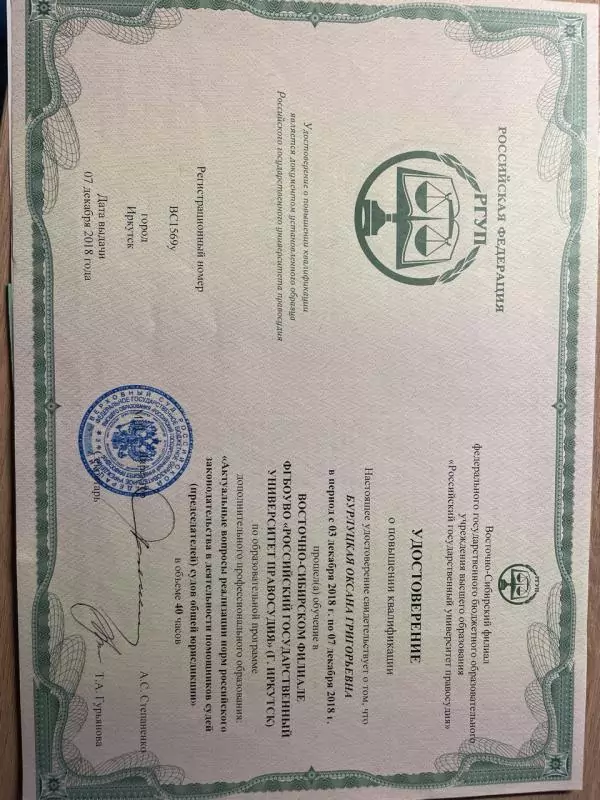 РОССИЙСКАЯ ФЕДЕРАЦИЯ
РГУП
Удостоверение о повышении квалификации
является документом установленного образца
Российского государственного университета правосудия
Регистрационный номер
ВС1569у
город
Иркутск
Дата выдачи
07 декабря 2018 года
РГУП
Восточно-Сибирский филиал
федерального государственного бюджетного образовательного
учреждения высшего образования
«Российский государственный университет правосудия»
УДОСТОВЕРЕНИЕ
о повышении квалификации
Настоящее удостоверение свидетельствует о том, что
БУРЛУЦКАЯ ОКСАНА ГРИГОРЬЕВНА
в период с 03 декабря 2018 г. по 07 декабря 2018 г.
прошел(а) обучение в
ВОСТОЧНО-СИБИРСКОМ ФИЛИАЛЕ
ФГБОУВО «РОССИЙСКИЙ ГОСУДАРСТВЕННЫЙ
УНИВЕРСИТЕТ ПРАВОСУДИЯ» (Г. ИРКУТСК)
по образовательной программе
дополнительного профессионального образования:
«Актуальные вопросы реализации норм российского
законодательства в деятельности помощников судей
(председателей) судов общей юрисдикции»
в объеме 40 часов
А.С. Степаненко
Т.А. Гурьянова
ВЕРХОВНЫЙ СУД РОССИЙСКОЙ